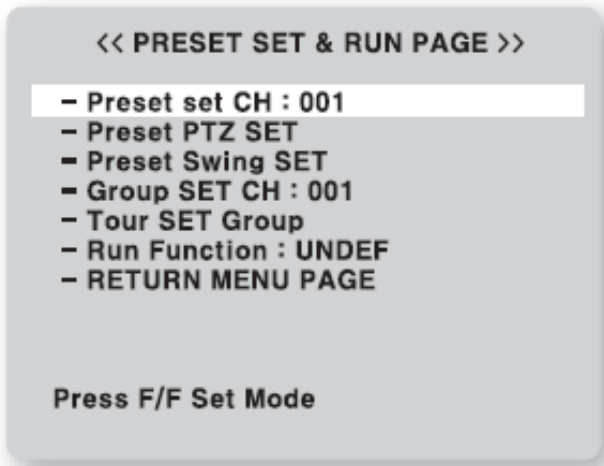 << PRESET SET & RUN PAGE >>
– Preset set CH : 001
– Preset PTZ SET
– Preset Swing SET
– Group SET CH : 001
– Tour SET Group
– Run Function : UNDEF
– RETURN MENU PAGE
Press F/F Set Mode